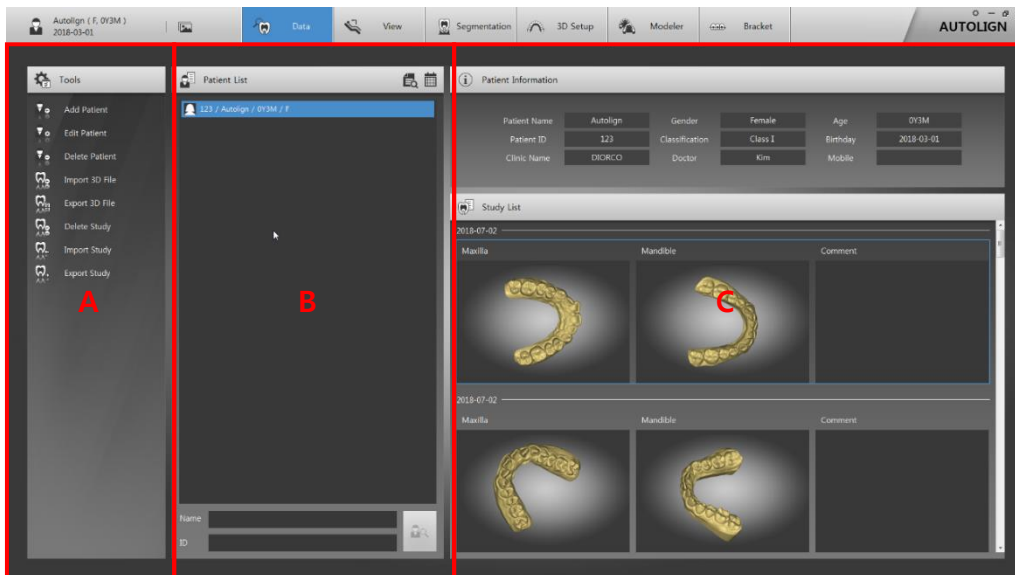 Autolign ( F, 0Y3M )
2018-03-01
Data
View
Segmentation
3D Setup
Modeler
Bracket
AUTOLIGN
Tools
Add Patient
Edit Patient
Delete Patient
Import 3D File
Export 3D File
Delete Study
Import Study
Export Study
A
Patient List
123 / Autolign / 0Y3M / F
B
Name
ID
Patient Information
Patient Name Autolign Gender Female Age 0Y3M
Patient ID 123 Classification Class I Birthday 2018-03-01
Clinic Name DIORCO Doctor Kim Mobile
Study List
2018-07-02
Maxilla Mandible Comment
C
2018-07-02
Maxilla Mandible Comment